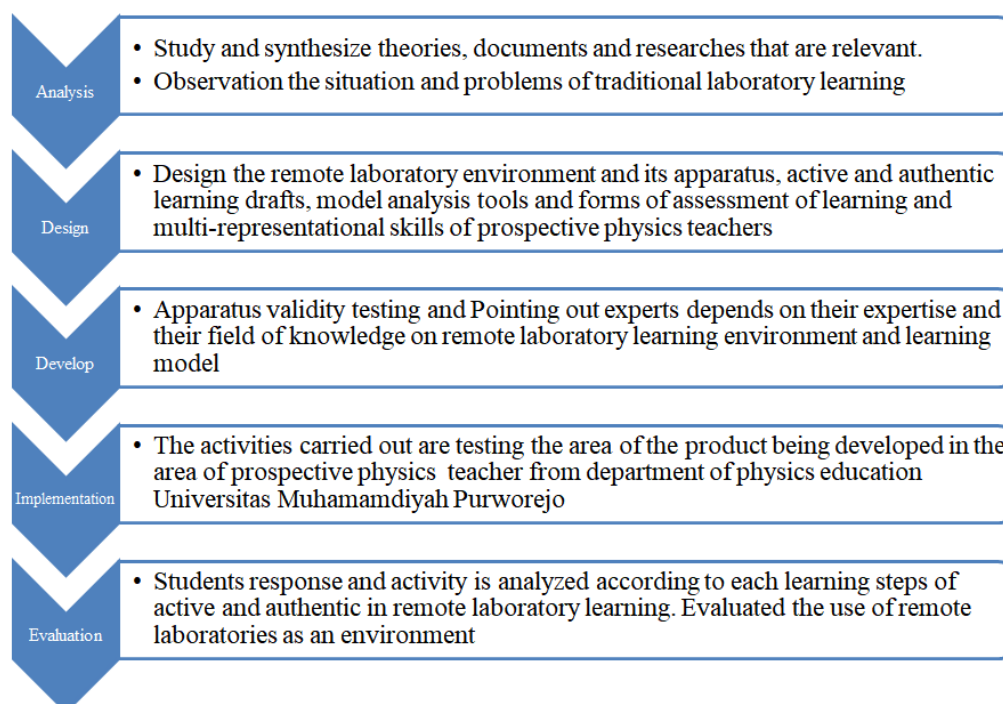 Analysis
• Study and synthesize theories, documents and researches that are relevant.
• Observation the situation and problems of traditional laboratory learning
Design
• Design the remote laboratory environment and its apparatus, active and authentic
learning drafts, model analysis tools and forms of assessment of learning and
multi-representational skills of prospective physics teachers
Develop
• Apparatus validity testing and Pointing out experts depends on their expertise and
their field of knowledge on remote laboratory learning environment and learning
model
Implementation
• The activities carried out are testing the area of the product being developed in the
area of prospective physics teacher from department of physics education
Universitas Muhamamdiyah Purworejo
Evaluation
• Students response and activity is analyzed according to each learning steps of
active and authentic in remote laboratory learning. Evaluated the use of remote
laboratories as an environment